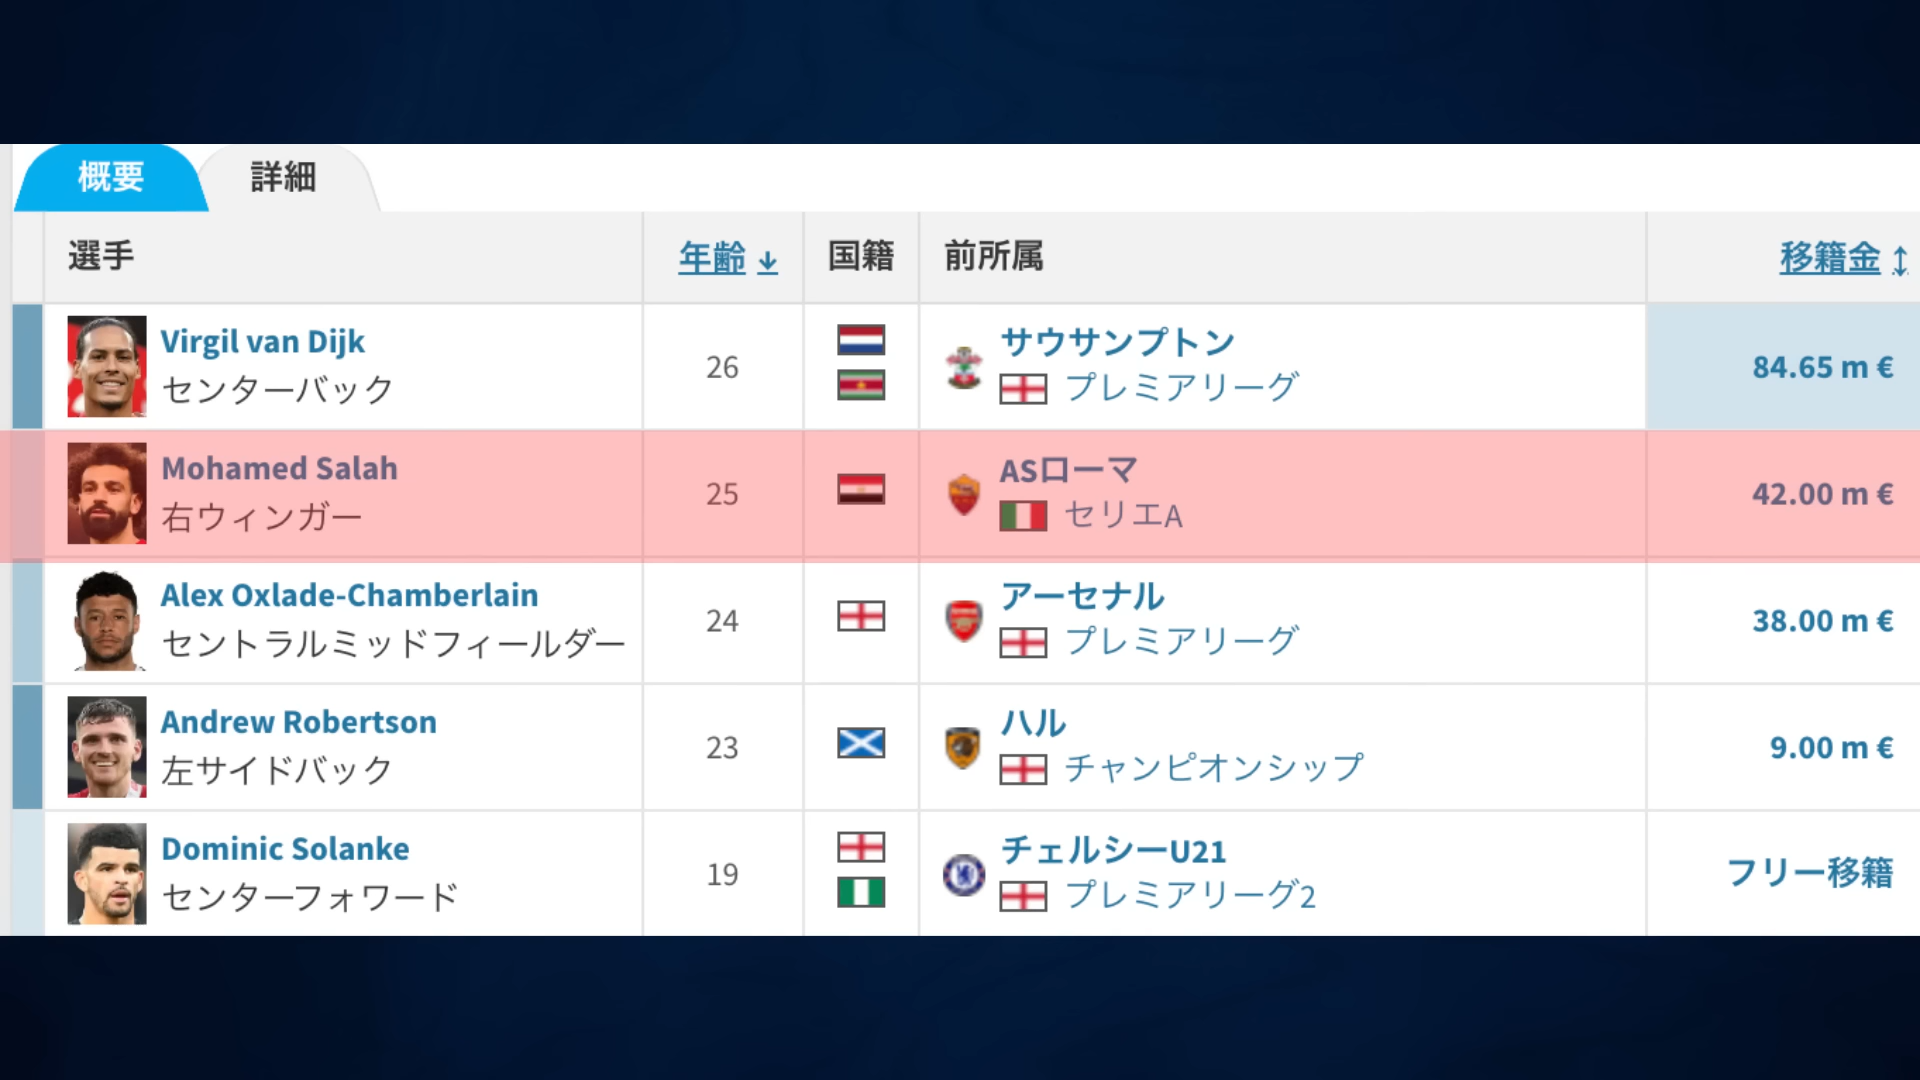 概要 詳細
選手 年齢 ↓ 国籍 前所属 移籍金 ↕
Virgil van Dijk
センターバック
26
サウサンプトン
プレミアリーグ
84.65 m €
Mohamed Salah
右ウィンガー
25
ASローマ
セリエA
42.00 m €
Alex Oxlade-Chamberlain
セントラルミッドフィールダー
24
アーセナル
プレミアリーグ
38.00 m €
Andrew Robertson
左サイドバック
23
ハル
チャンピオンシップ
9.00 m €
Dominic Solanke
センターフォワード
19
チェルシーU21
プレミアリーグ2
フリー移籍